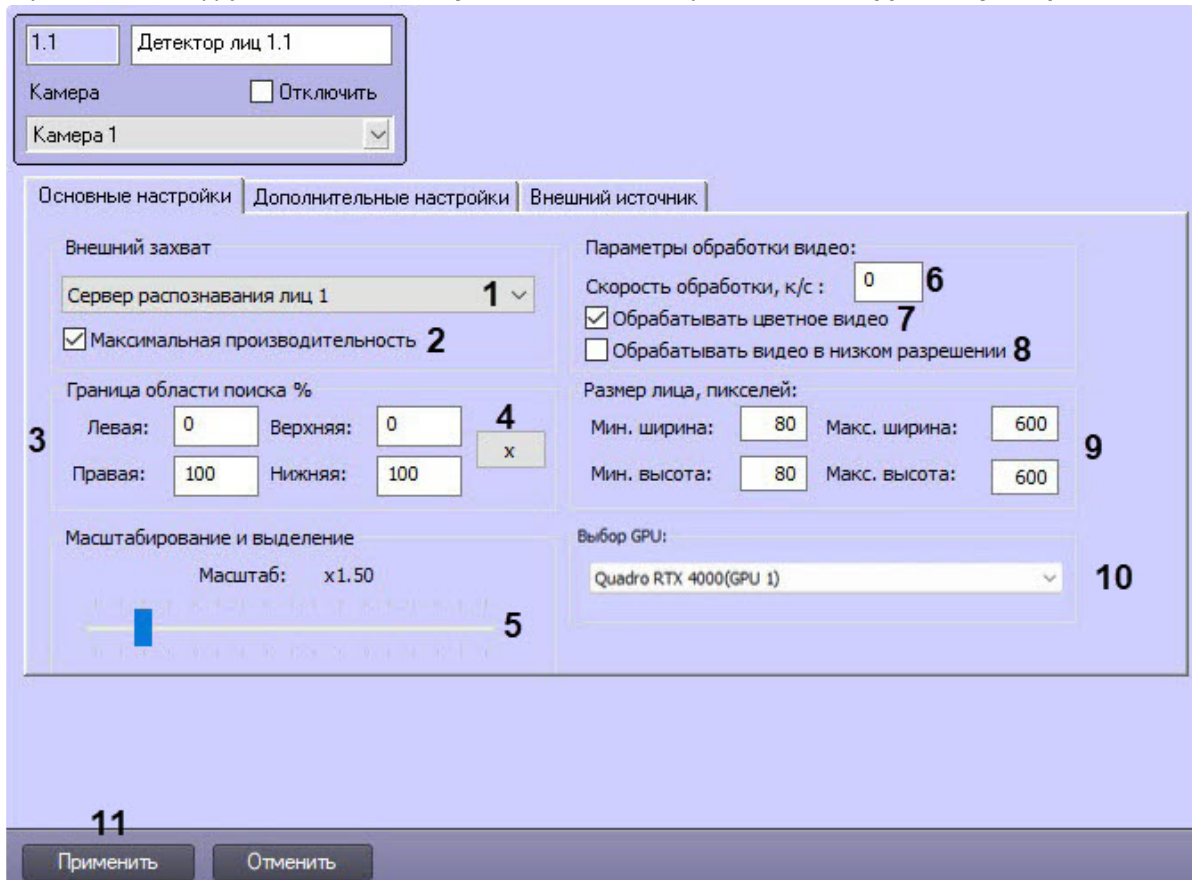 1.1 Детектор лиц 1.1
Камера Отключить
Камера 1
Основные настройки Дополнительные настройки Внешний источник
Внешний захват
Сервер распознавания лиц 1 1
Максимальная производительность 2
Граница области поиска %
3
Левая: 0 Верхняя: 0 4
Правая: 100 Нижняя: 100 x
Масштабирование и выделение
Масштаб: x1.50
5
Параметры обработки видео:
Скорость обработки, к/с : 0 6
Обрабатывать цветное видео 7
Обрабатывать видео в низком разрешении 8
Размер лица, пикселей:
Мин. ширина: 80 Макс. ширина: 600
9
Мин. высота: 80 Макс. высота: 600
Выбор GPU:
Quadro RTX 4000(GPU 1) 10
11
Применить Отменить